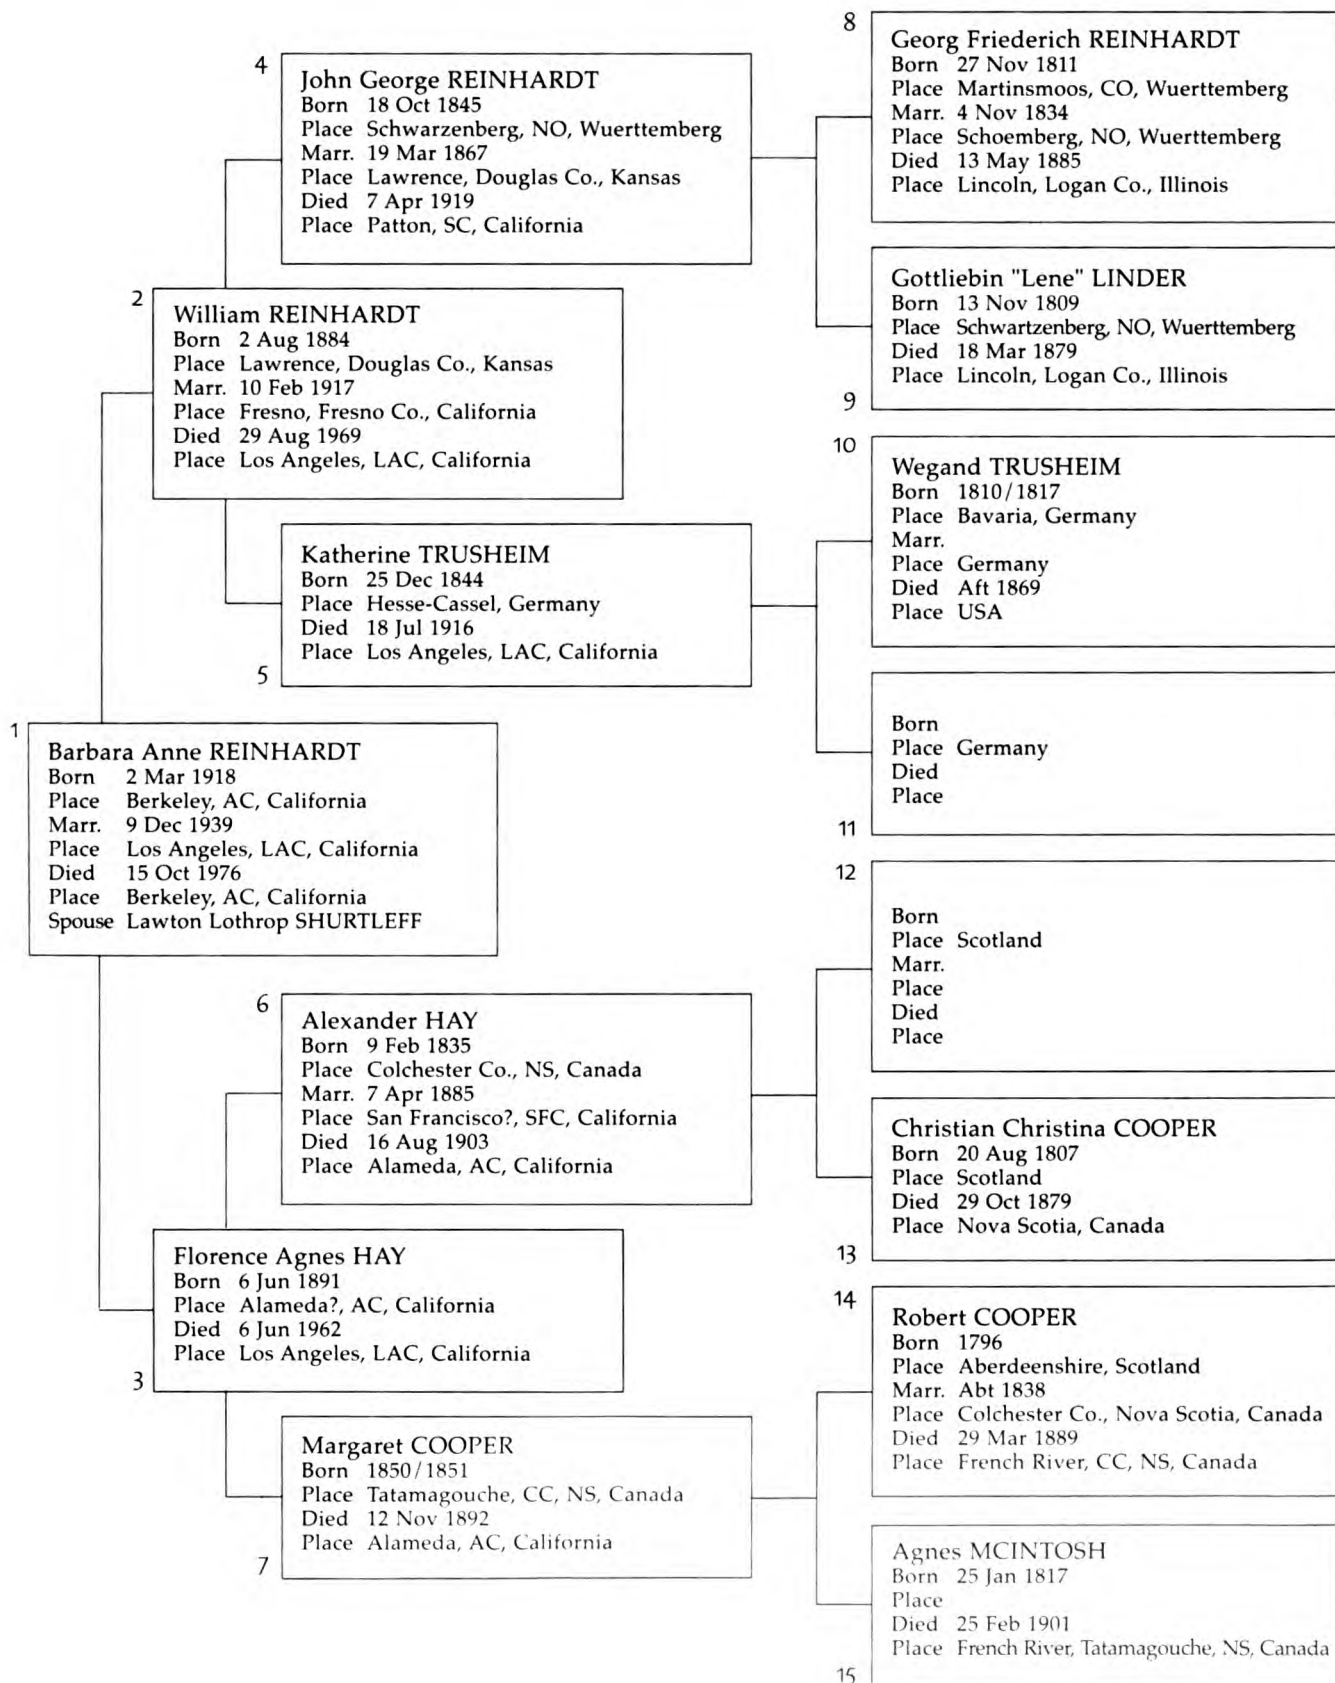 8
Georg Friederich REINHARDT
Born 27 Nov 1811
Place Martinsmoos, CO, Wuerttemberg
Marr. 4 Nov 1834
Place Schoemberg, NO, Wuerttemberg
Died 13 May 1885
Place Lincoln, Logan Co., Illinois
4
John George REINHARDT
Born 18 Oct 1845
Place Schwarzenberg, NO, Wuerttemberg
Marr. 19 Mar 1867
Place Lawrence, Douglas Co., Kansas
Died 7 Apr 1919
Place Patton, SC, California
Gottliebin "Lene" LINDER
Born 13 Nov 1809
Place Schwartzenberg, NO, Wuerttemberg
Died 18 Mar 1879
Place Lincoln, Logan Co., Illinois
9
2
William REINHARDT
Born 2 Aug 1884
Place Lawrence, Douglas Co., Kansas
Marr. 10 Feb 1917
Place Fresno, Fresno Co., California
Died 29 Aug 1969
Place Los Angeles, LAC, California
10
Wegand TRUSHEIM
Born 1810/1817
Place Bavaria, Germany
Marr.
Place Germany
Died Aft 1869
Place USA
Katherine TRUSHEIM
Born 25 Dec 1844
Place Hesse-Cassel, Germany
Died 18 Jul 1916
Place Los Angeles, LAC, California
5
Born
Place Germany
Died
Place
11
1
Barbara Anne REINHARDT
Born 2 Mar 1918
Place Berkeley, AC, California
Marr. 9 Dec 1939
Place Los Angeles, LAC, California
Died 15 Oct 1976
Place Berkeley, AC, California
Spouse Lawton Lothrop SHURTLEFF
12
Born
Place Scotland
Marr.
Place
Died
Place
6
Alexander HAY
Born 9 Feb 1835
Place Colchester Co., NS, Canada
Marr. 7 Apr 1885
Place San Francisco?, SFC, California
Died 16 Aug 1903
Place Alameda, AC, California
Christian Christina COOPER
Born 20 Aug 1807
Place Scotland
Died 29 Oct 1879
Place Nova Scotia, Canada
13
Florence Agnes HAY
Born 6 Jun 1891
Place Alameda?, AC, California
Died 6 Jun 1962
Place Los Angeles, LAC, California
3
14
Robert COOPER
Born 1796
Place Aberdeenshire, Scotland
Marr. Abt 1838
Place Colchester Co., Nova Scotia, Canada
Died 29 Mar 1889
Place French River, CC, NS, Canada
Margaret COOPER
Born 1850/1851
Place Tatamagouche, CC, NS, Canada
Died 12 Nov 1892
Place Alameda, AC, California
7
Agnes MCINTOSH
Born 25 Jan 1817
Place
Died 25 Feb 1901
Place French River, Tatamagouche, NS, Canada
15